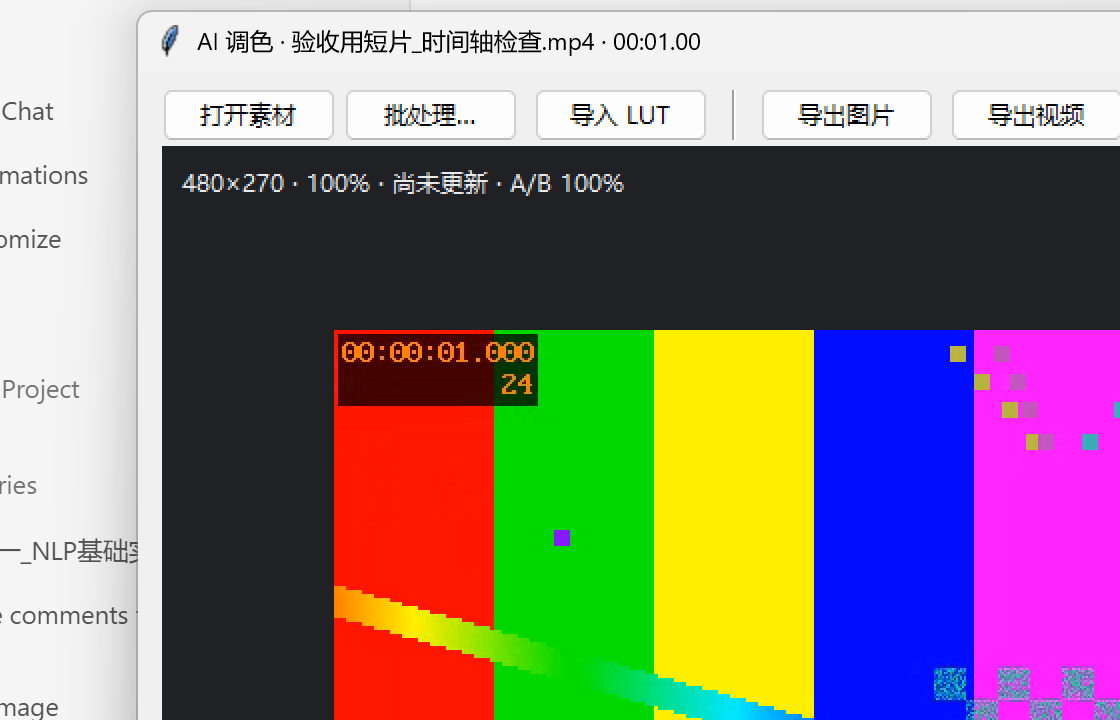 AI 调色 · 验收用短片_时间轴检查.mp4 · 00:01.00
打开素材 批处理... 导入 LUT 导出图片 导出视频
480×270 · 100% · 尚未更新 · A/B 100%
00:00:01.000
24
Chat
mations
omize
Project
ries
一_NLP基础实
e comments
mage